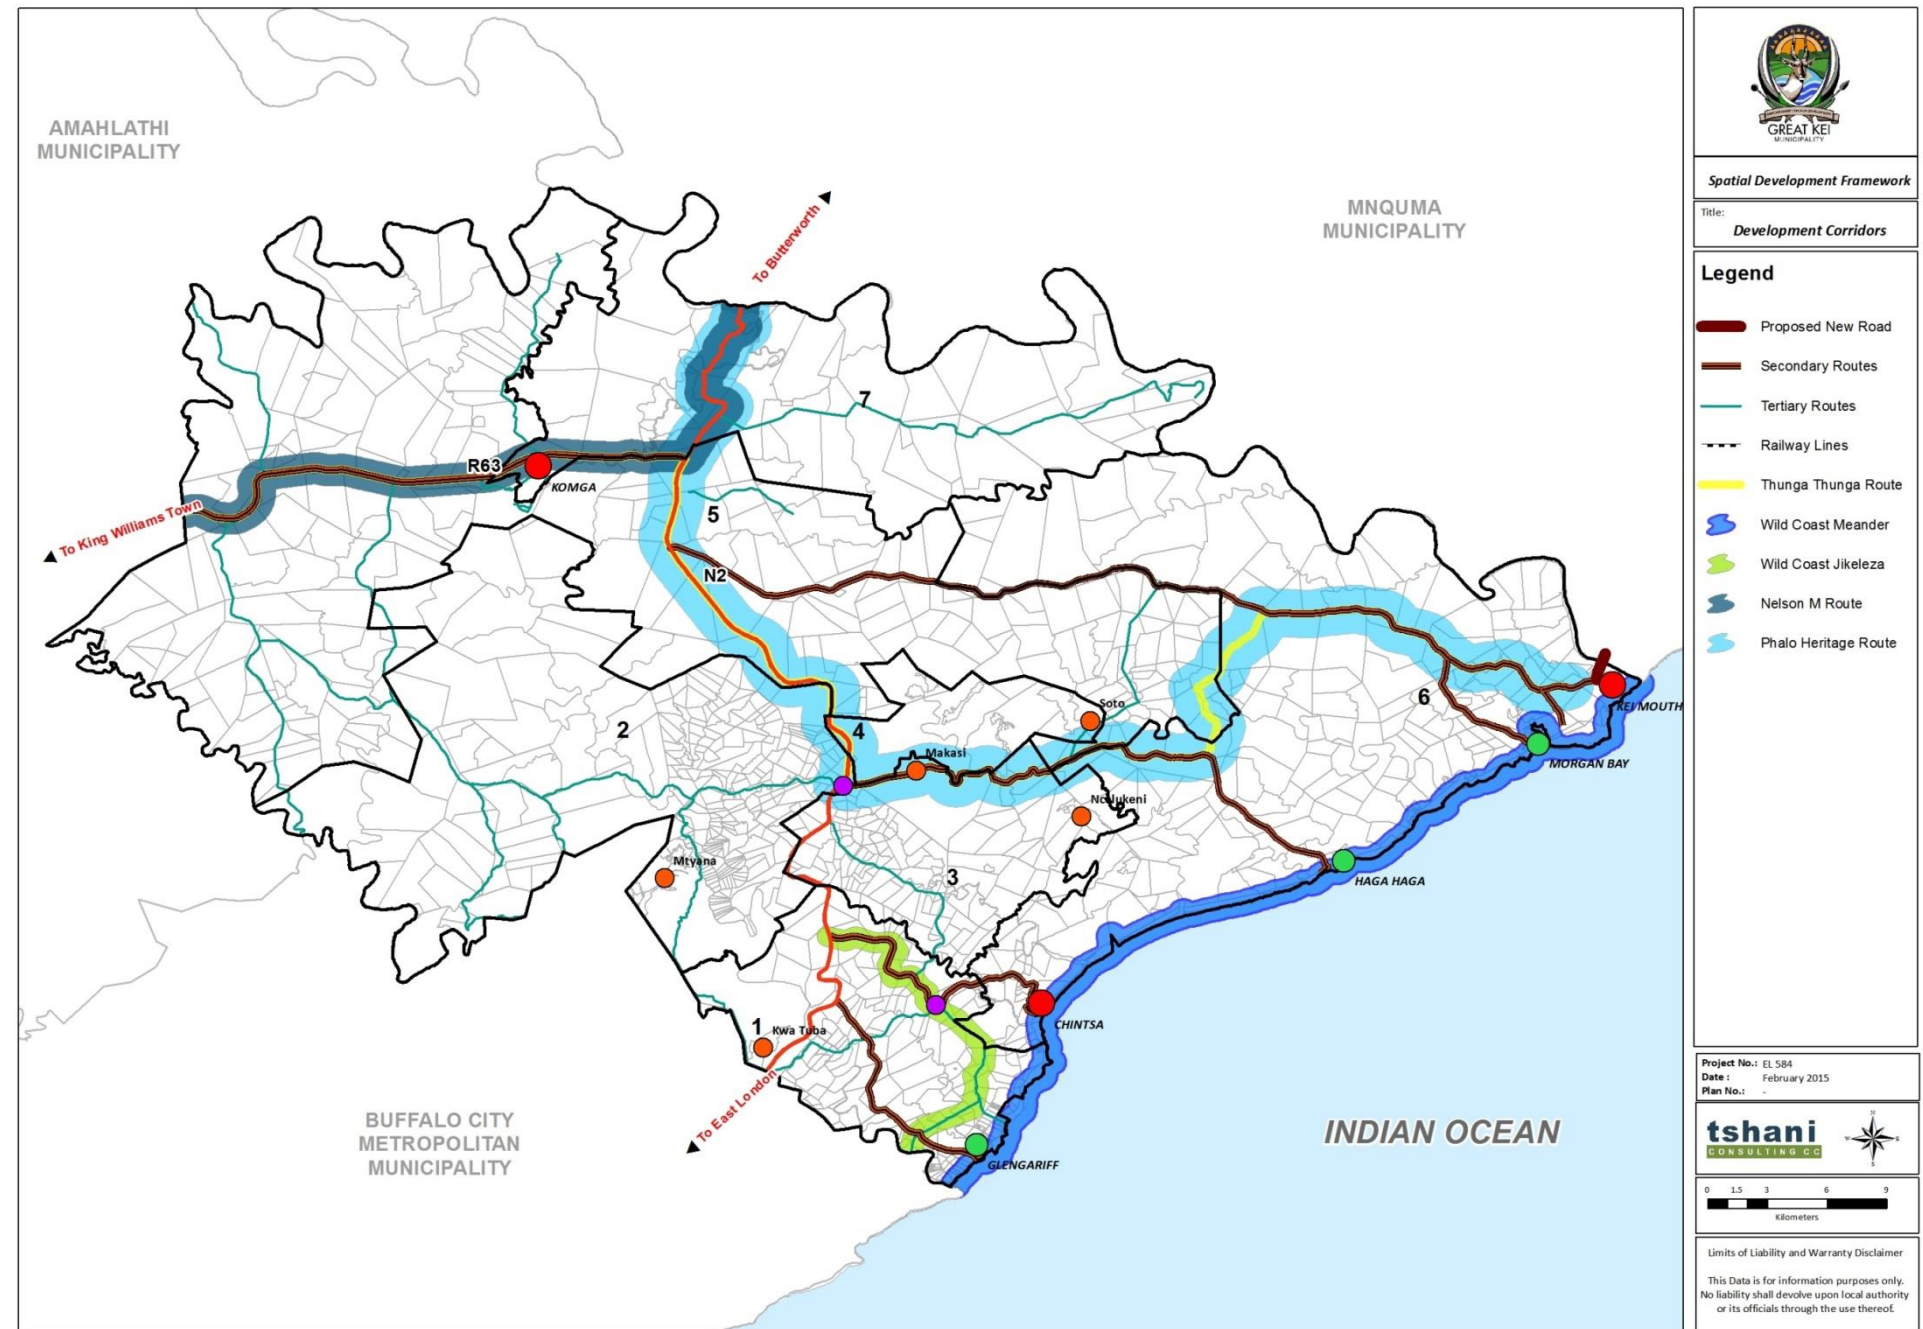 AMAHLATHI
MUNICIPALITY
MNQUMA
MUNICIPALITY
To Butterworth
7
R63
KOMGA
To King Williams Town
5
N2
6
KEI MOUTH
Soto
2
4
Makasi
MORGAN BAY
Mtyana
3
HAGA HAGA
CHINTSA
1
Kwa Tuba
To East London
BUFFALO CITY
METROPOLITAN
MUNICIPALITY
INDIAN OCEAN
GLENGARIFF
GREAT KEI
MUNICIPALITY
Spatial Development Framework
Title:
Development Corridors
Legend
Proposed New Road
Secondary Routes
Tertiary Routes
Railway Lines
Thunga Thunga Route
Wild Coast Meander
Wild Coast Jikeleza
Nelson M Route
Phalo Heritage Route
Project No.: EL 584
Date : February 2015
Plan No.: -
tshani
CONSULTING CC
N
E
S
W
0 1.5 3 6 9
Kilometers
Limits of Liability and Warranty Disclaimer
This Data is for information purposes only.
No liability shall devolve upon local authority
or its officials through the use thereof.